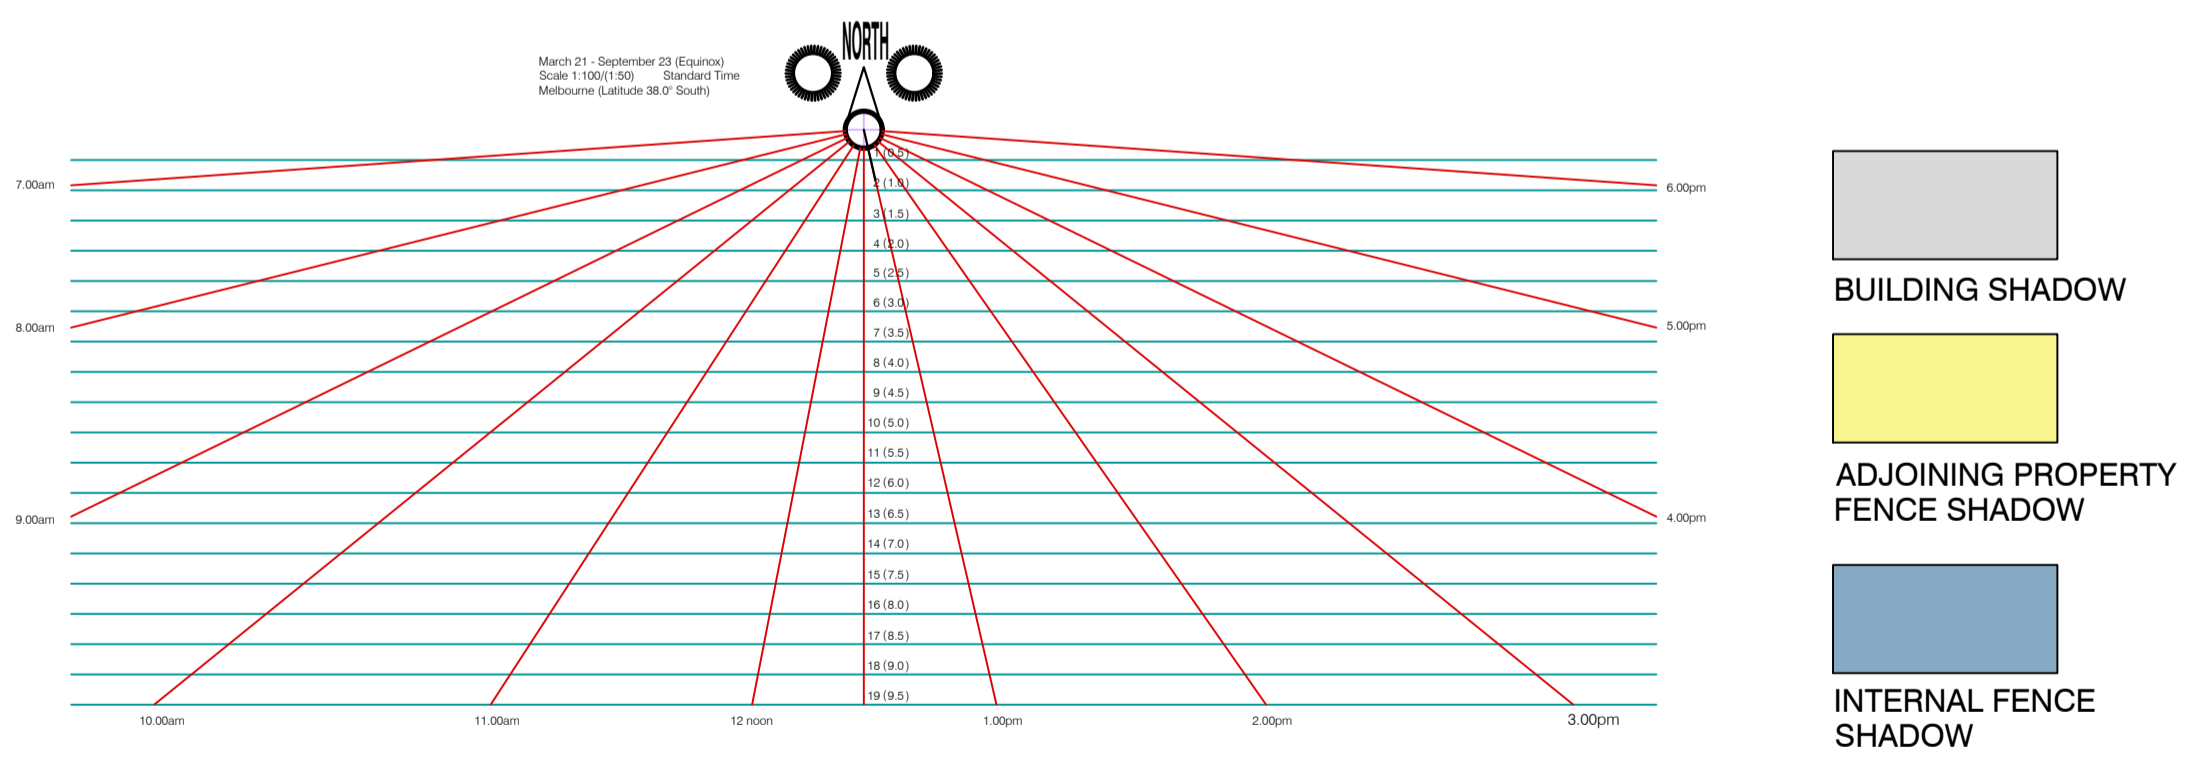 NORTH
March 21 - September 23 (Equinox)
Scale 1:100/(1:50) Standard Time
Melbourne (Latitude 38.0° South)
1 (0.5)
2 (1.0)
3 (1.5)
4 (2.0)
5 (2.5)
6 (3.0)
7 (3.5)
8 (4.0)
9 (4.5)
10 (5.0)
11 (5.5)
12 (6.0)
13 (6.5)
14 (7.0)
15 (7.5)
16 (8.0)
17 (8.5)
18 (9.0)
19 (9.5)
7.00am
8.00am
9.00am
10.00am
11.00am
12 noon
1.00pm
2.00pm
3.00pm
4.00pm
5.00pm
6.00pm
BUILDING SHADOW
ADJOINING PROPERTY
FENCE SHADOW
INTERNAL FENCE
SHADOW